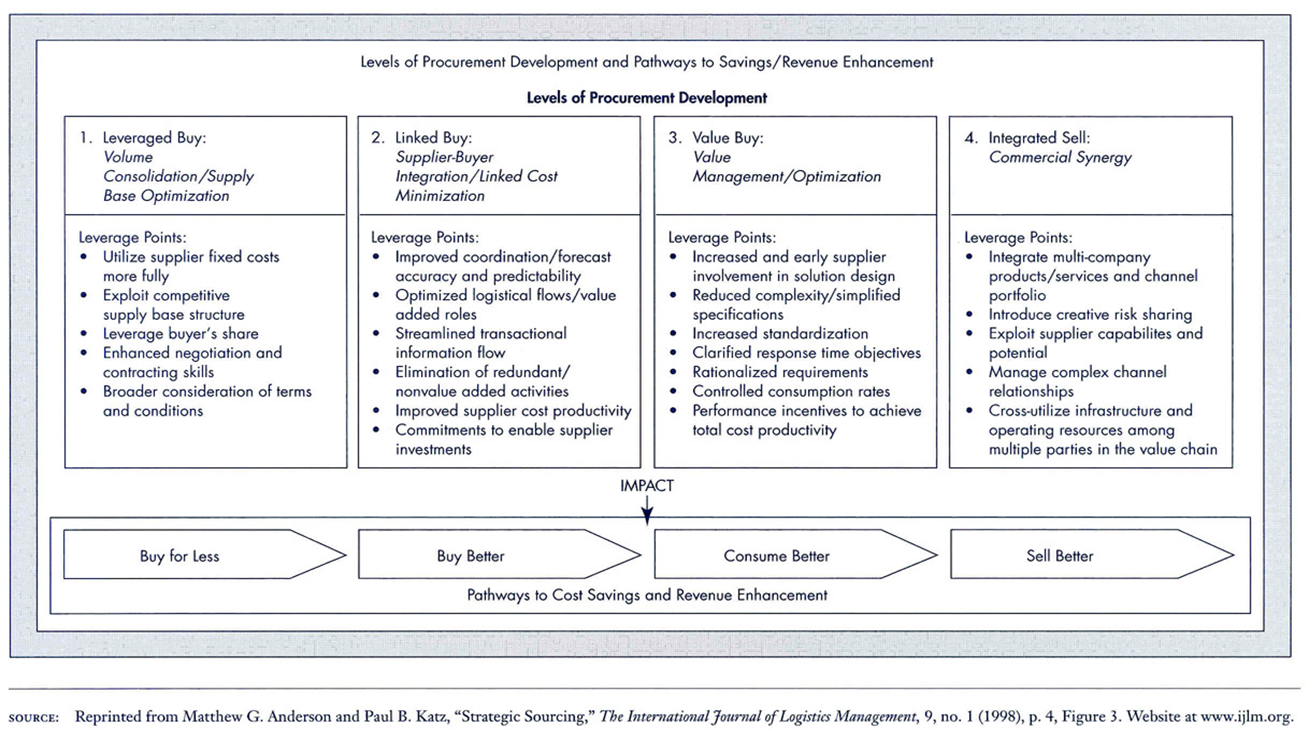 Levels of Procurement Development and Pathways to Savings/Revenue Enhancement
Levels of Procurement Development
1. Leveraged Buy:
Volume
Consolidation/Supply
Base Optimization
Leverage Points:
• Utilize supplier fixed costs
more fully
• Exploit competitive
supply base structure
• Leverage buyer's share
• Enhanced negotiation and
contracting skills
• Broader consideration of terms
and conditions
2. Linked Buy:
Supplier-Buyer
Integration/Linked Cost
Minimization
Leverage Points:
• Improved coordination/forecast
accuracy and predictability
• Optimized logistical flows/value
added roles
• Streamlined transactional
information flow
• Elimination of redundant/
nonvalue added activities
• Improved supplier cost productivity
• Commitments to enable supplier
investments
3. Value Buy:
Value
Management/Optimization
Leverage Points:
• Increased and early supplier
involvement in solution design
• Reduced complexity/simplified
specifications
• Increased standardization
• Clarified response time objectives
• Rationalized requirements
• Controlled consumption rates
• Performance incentives to achieve
total cost productivity
4. Integrated Sell:
Commercial Synergy
Leverage Points:
• Integrate multi-company
products/services and channel
portfolio
• Introduce creative risk sharing
• Exploit supplier capabilites and
potential
• Manage complex channel
relationships
• Cross-utilize infrastructure and
operating resources among
multiple parties in the value chain
IMPACT
Buy for Less
Buy Better
Consume Better
Sell Better
Pathways to Cost Savings and Revenue Enhancement
SOURCE: Reprinted from Matthew G. Anderson and Paul B. Katz, "Strategic Sourcing," The International Journal of Logistics Management, 9, no. 1 (1998), p. 4, Figure 3. Website at www.ijlm.org.